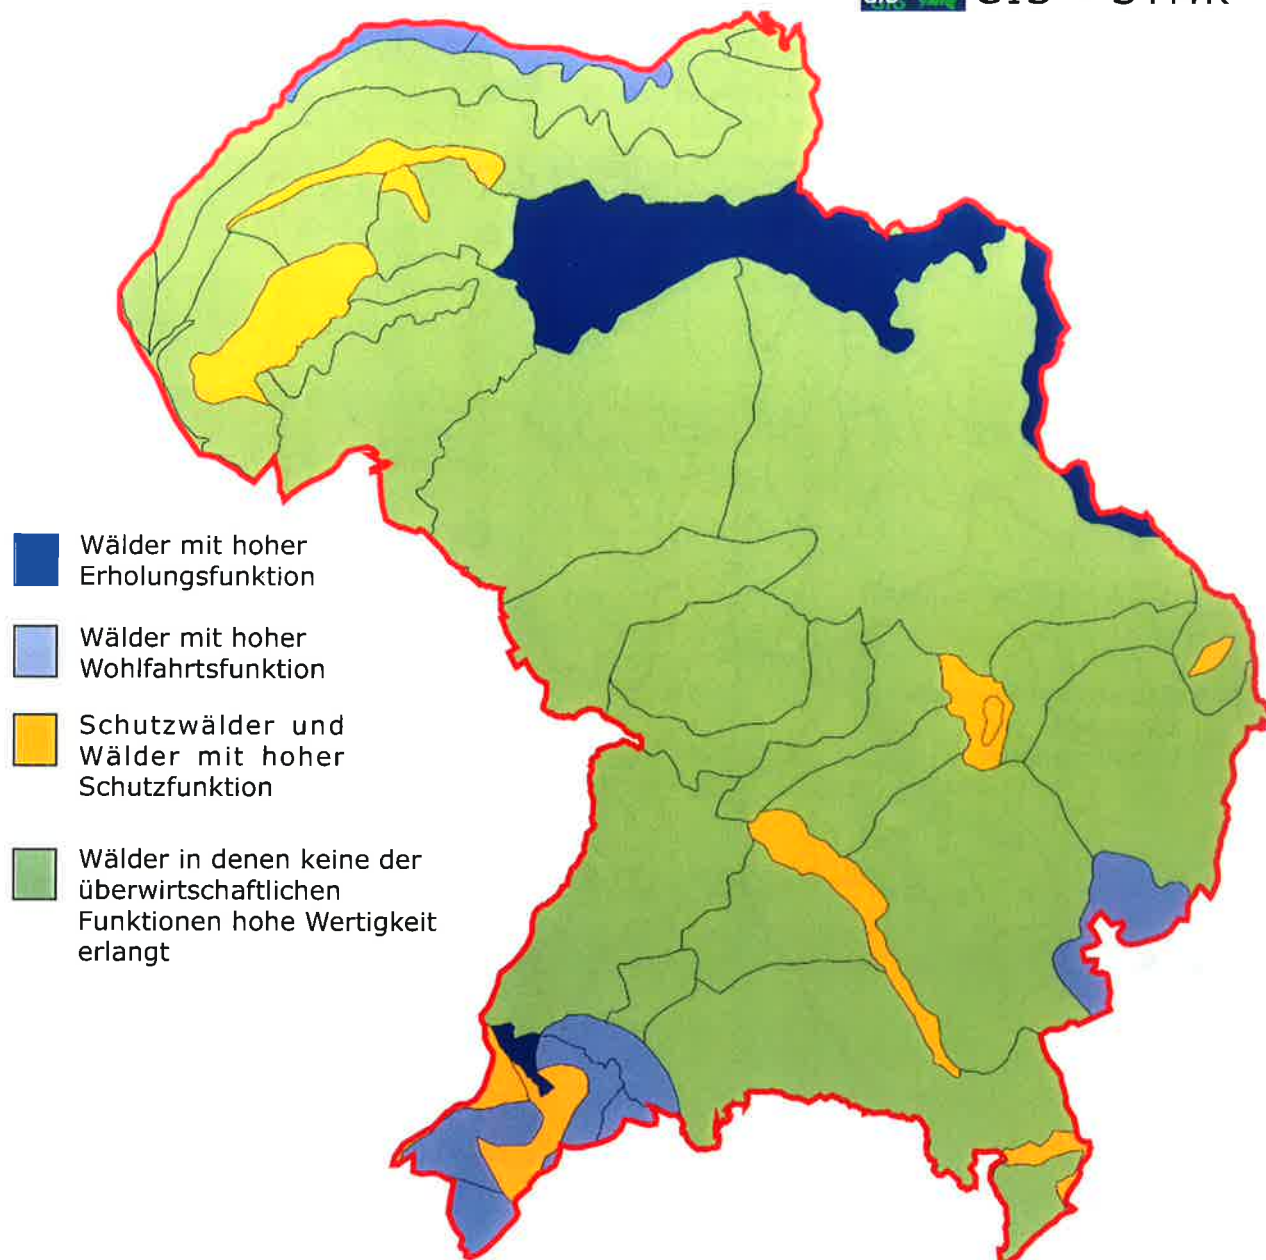 Wälder mit hoher
Erholungsfunktion
Wälder mit hoher
Wohlfahrtsfunktion
Schutzwälder und
Wälder mit hoher
Schutzfunktion
Wälder in denen keine der
überwirtschaftlichen
Funktionen hohe Wertigkeit
erlangt